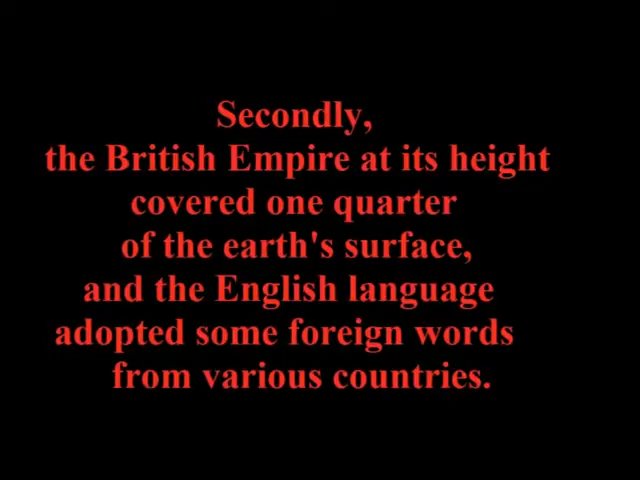 Secondly,
the British Empire at its height
covered one quarter
of the earth's surface,
and the English language
adopted some foreign words
from various countries.